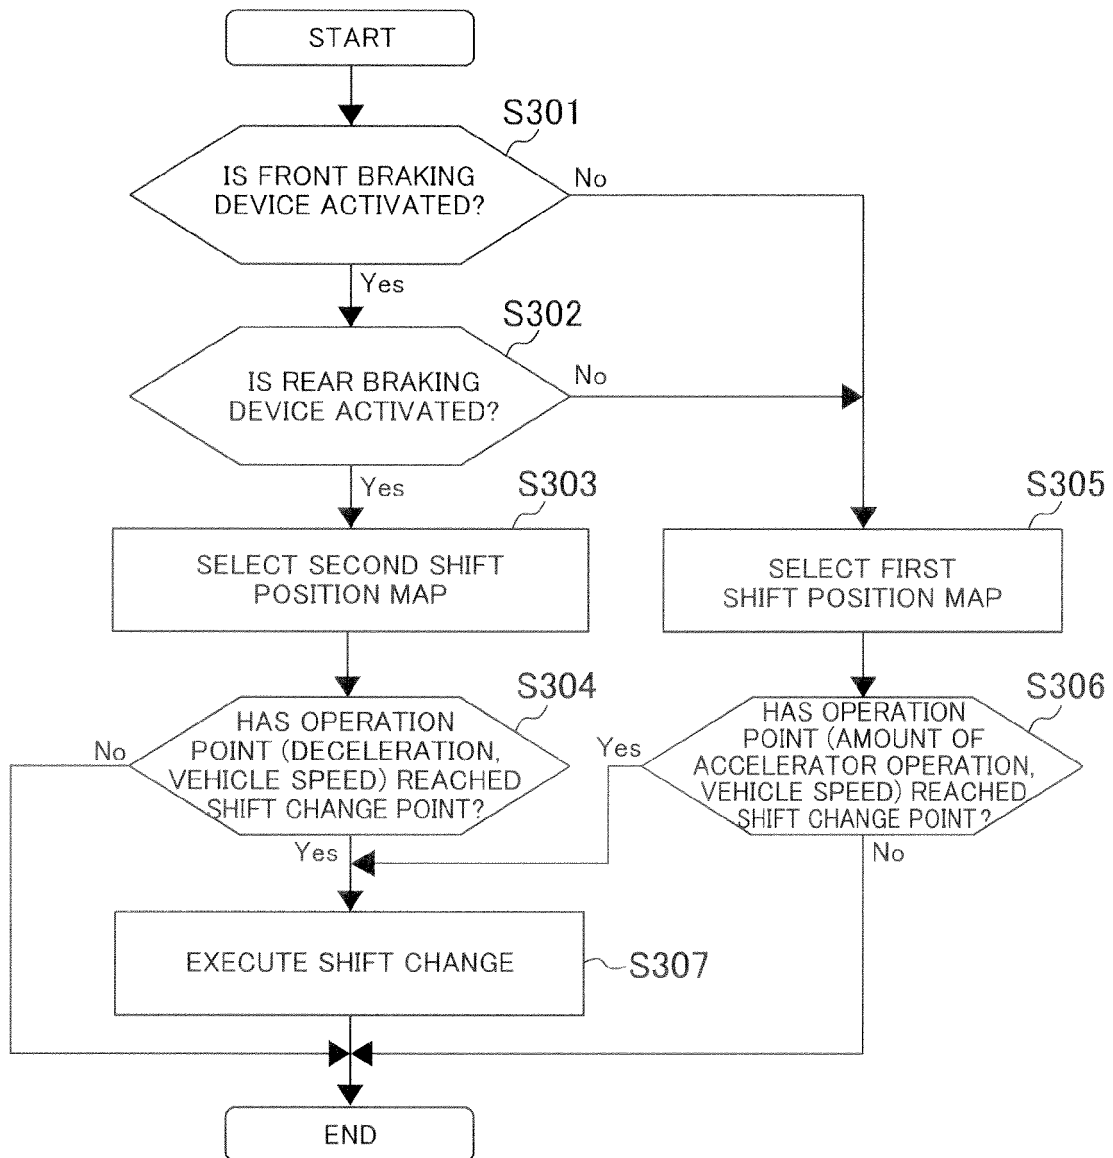 START
S301
IS FRONT BRAKING
DEVICE ACTIVATED?
No
Yes
S302
IS REAR BRAKING
DEVICE ACTIVATED?
No
Yes
S303
SELECT SECOND SHIFT
POSITION MAP
S305
SELECT FIRST
SHIFT POSITION MAP
S304
HAS OPERATION
POINT (DECELERATION,
VEHICLE SPEED) REACHED
SHIFT CHANGE POINT?
No
Yes
S306
HAS OPERATION
POINT (AMOUNT OF
ACCELERATOR OPERATION,
VEHICLE SPEED) REACHED
SHIFT CHANGE POINT?
Yes
No
EXECUTE SHIFT CHANGE
S307
END